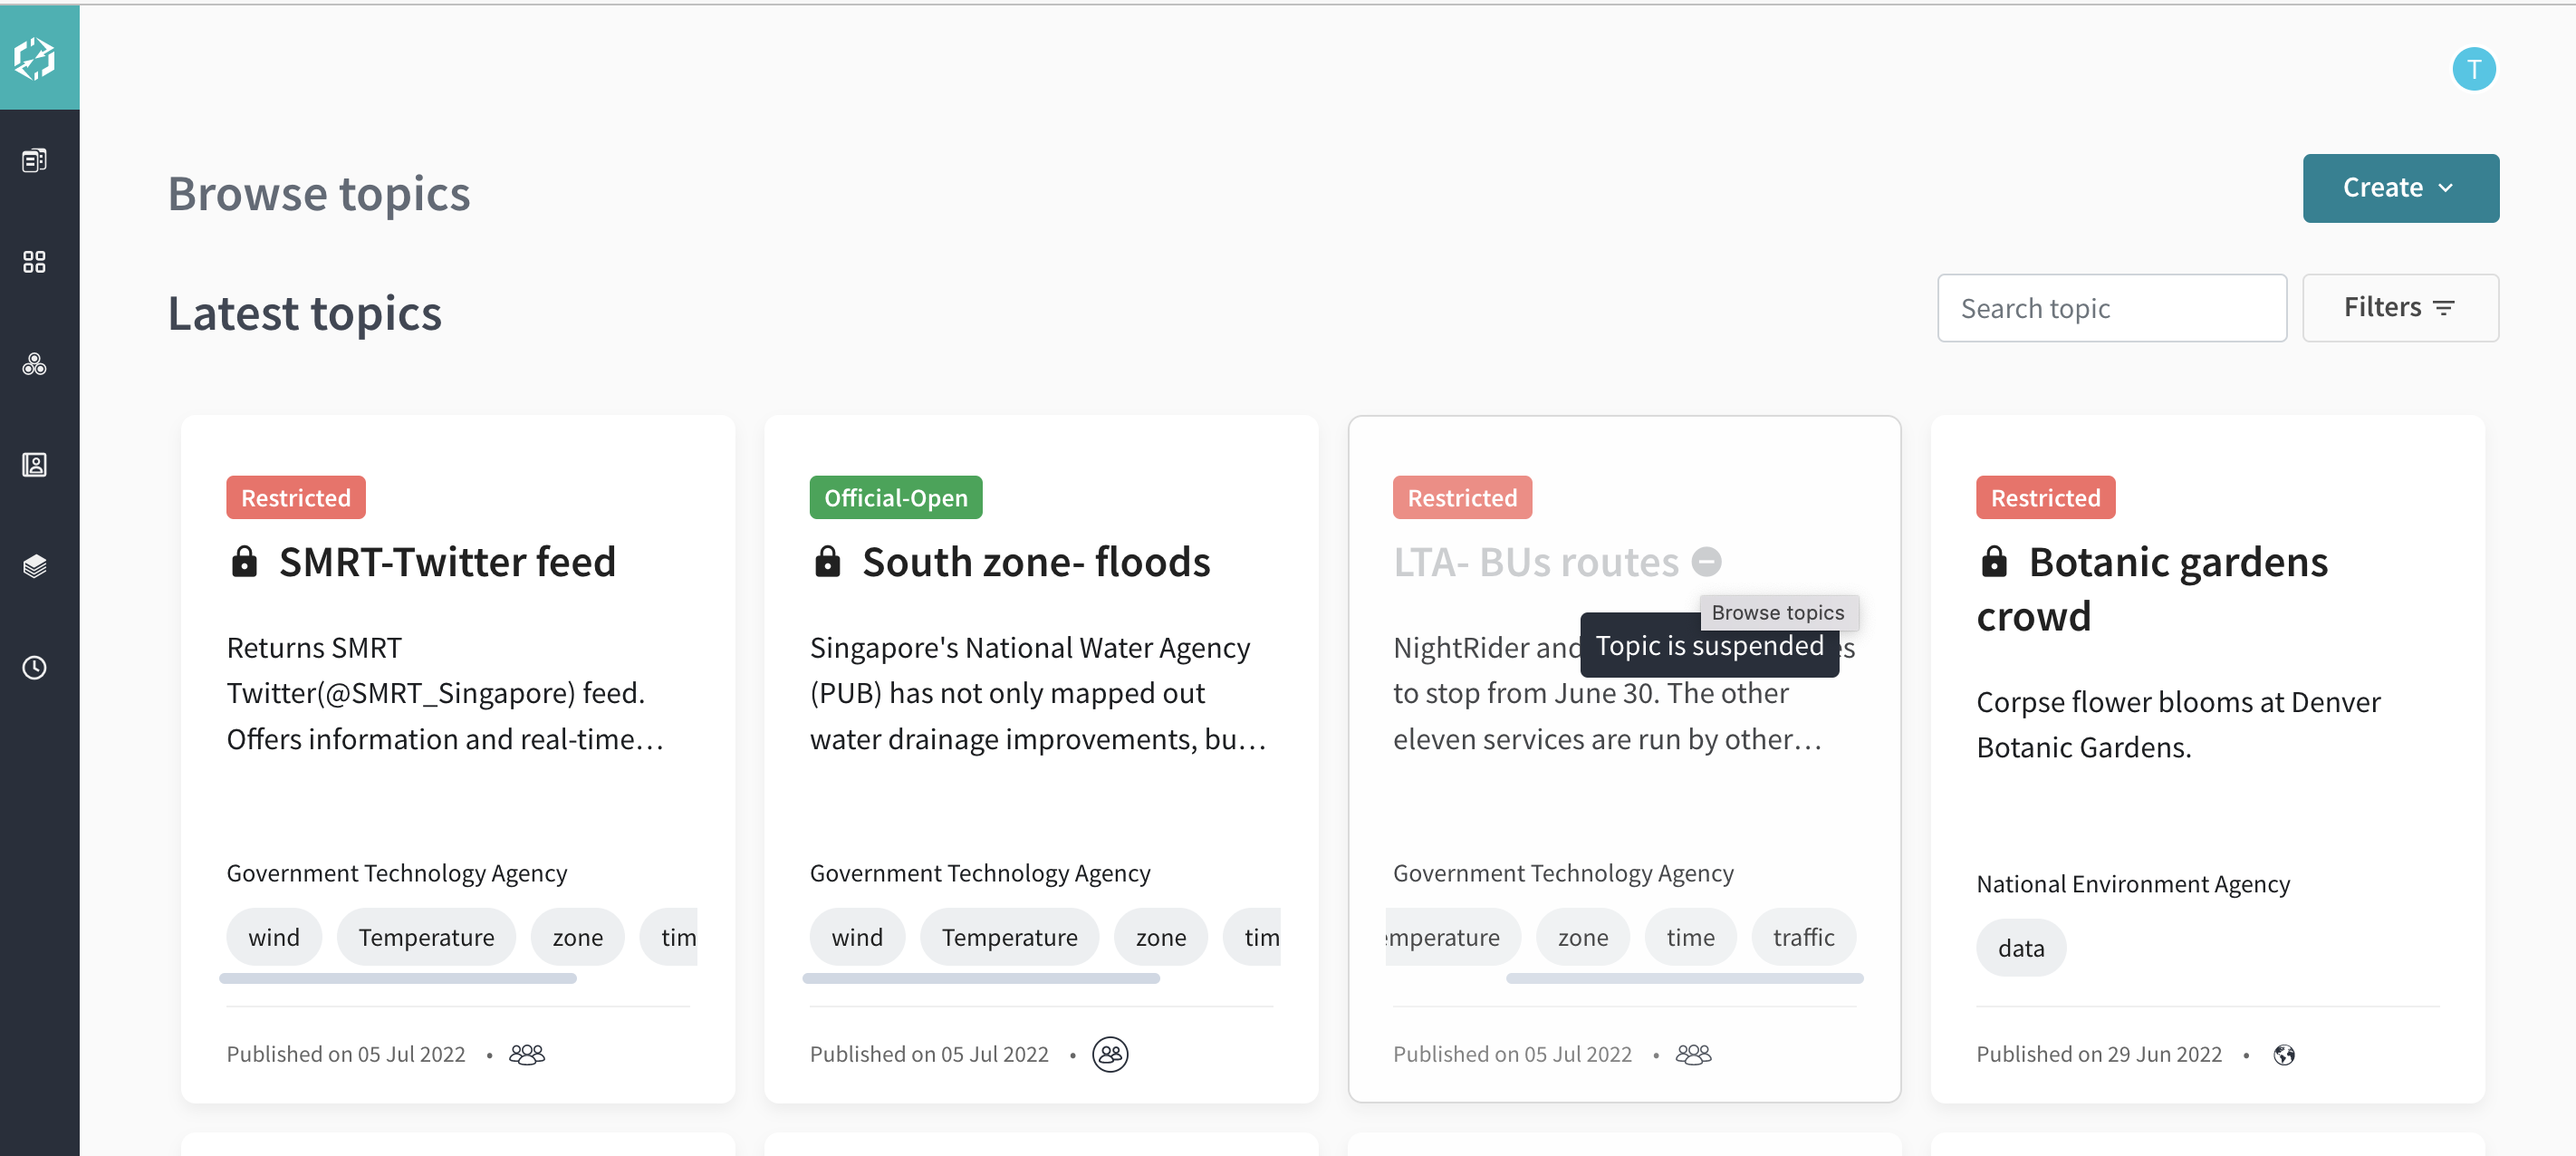 T
Browse topics
Create
Latest topics
Search topic
Filters
Restricted
SMRT-Twitter feed
Returns SMRT
Twitter(@SMRT_Singapore) feed.
Offers information and real-time...
Government Technology Agency
wind Temperature zone tim
Published on 05 Jul 2022 •
Official-Open
South zone- floods
Singapore's National Water Agency
(PUB) has not only mapped out
water drainage improvements, bu...
Government Technology Agency
wind Temperature zone tim
Published on 05 Jul 2022 •
Restricted
LTA- BUs routes
Browse topics
Topic is suspended
NightRider and es
to stop from June 30. The other
eleven services are run by other...
Government Technology Agency
emperature zone time traffic
Published on 05 Jul 2022 •
Restricted
Botanic gardens
crowd
Corpse flower blooms at Denver
Botanic Gardens.
National Environment Agency
data
Published on 29 Jun 2022 •